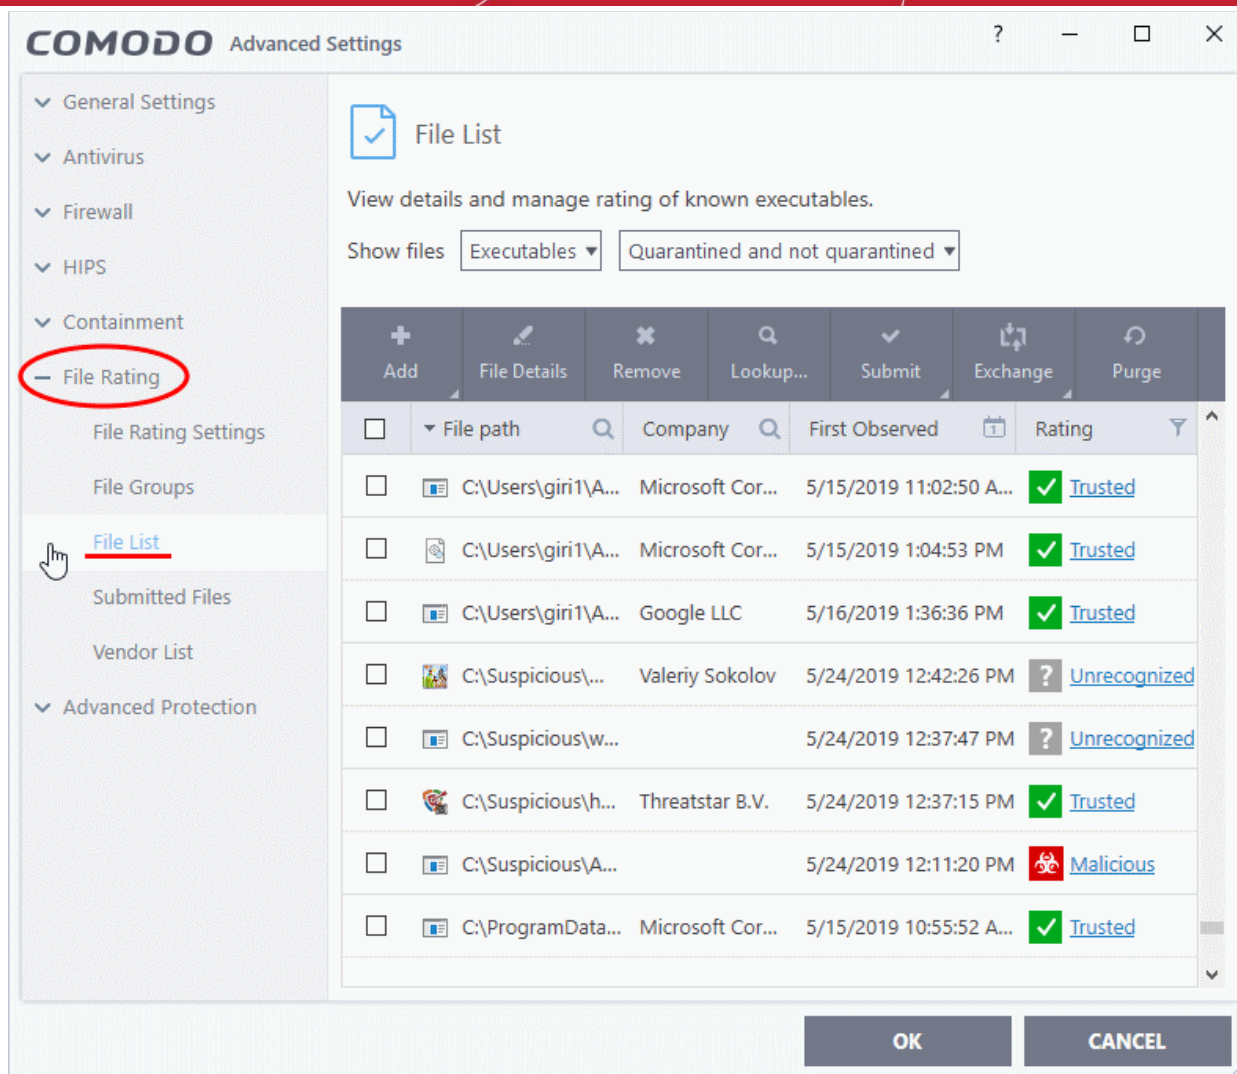 COMODO Advanced Settings ?
General Settings
Antivirus
Firewall
HIPS
Containment
File Rating
File Rating Settings
File Groups
File List
Submitted Files
Vendor List
Advanced Protection
File List
View details and manage rating of known executables.
Show files Executables Quarantined and not quarantined
Add File Details Remove Lookup... Submit Exchange Purge
File path Company First Observed 1 Rating
C:\Users\giri1\A... Microsoft Cor... 5/15/2019 11:02:50 A... Trusted
C:\Users\giri1\A... Microsoft Cor... 5/15/2019 1:04:53 PM Trusted
C:\Users\giri1\A... Google LLC 5/16/2019 1:36:36 PM Trusted
C:\Suspicious\... Valeriy Sokolov 5/24/2019 12:42:26 PM ? Unrecognized
C:\Suspicious\w... 5/24/2019 12:37:47 PM ? Unrecognized
C:\Suspicious\h... Threatstar B.V. 5/24/2019 12:37:15 PM Trusted
C:\Suspicious\A... 5/24/2019 12:11:20 PM Malicious
C:\ProgramData... Microsoft Cor... 5/15/2019 10:55:52 A... Trusted
OK CANCEL